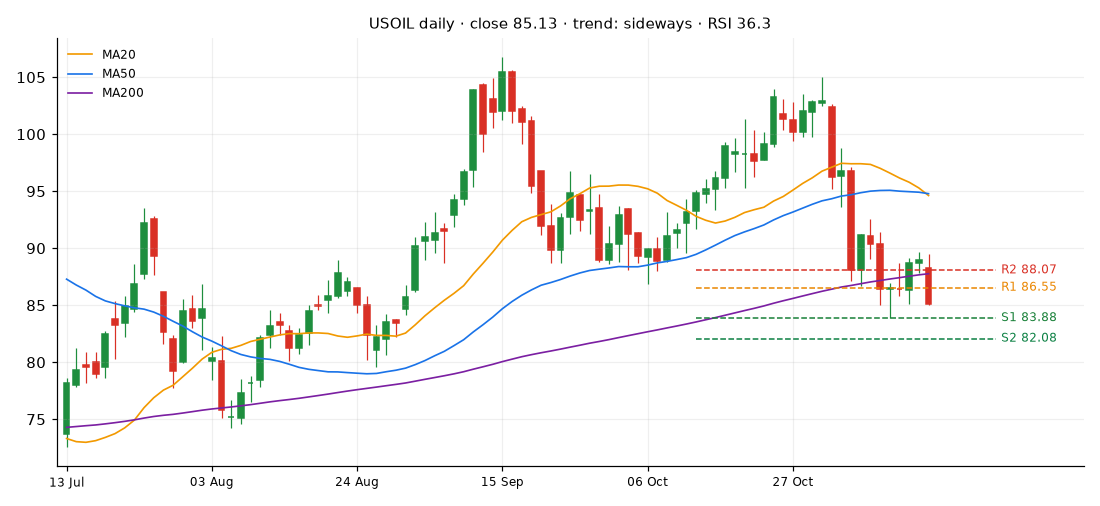 USOIL daily · close 85.13 · trend: sideways · RSI 36.3
MA20
MA50
MA200
105
100
95
90
85
80
75
R2 88.07
R1 86.55
S1 83.88
S2 82.08
13 Jul
03 Aug
24 Aug
15 Sep
06 Oct
27 Oct